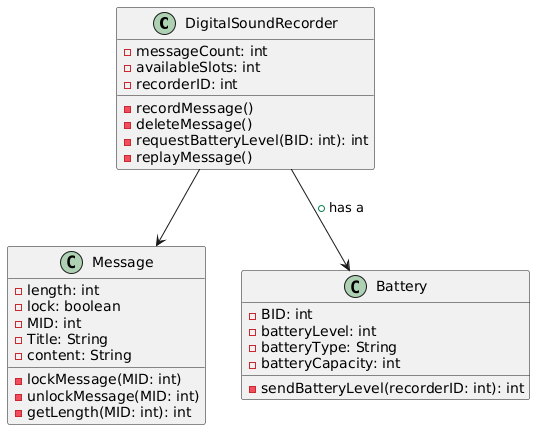 C DigitalSoundRecorder
messageCount: int
availableSlots: int
recorderID: int
recordMessage()
deleteMessage()
requestBatteryLevel(BID: int): int
replayMessage()
has a
C Message
length: int
lock: boolean
MID: int
Title: String
content: String
lockMessage(MID: int)
unlockMessage(MID: int)
getLength(MID: int): int
C Battery
BID: int
batteryLevel: int
batteryType: String
batteryCapacity: int
sendBatteryLevel(recorderID: int): int